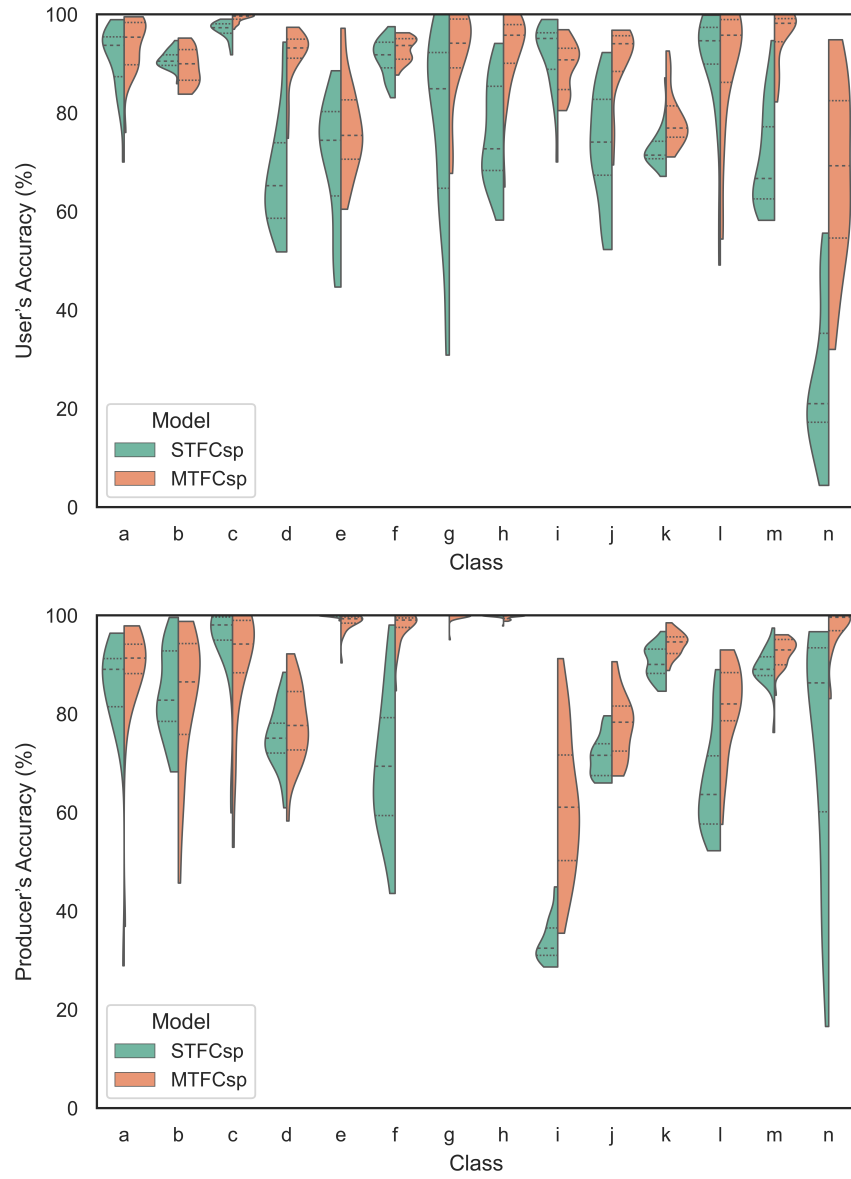 User’s Accuracy (%)
100
80
60
40
20
0
Model
STFCsp
MTFCsp
a b c d e f g h i j k l m n
Class
Producer’s Accuracy (%)
100
80
60
40
20
0
Model
STFCsp
MTFCsp
a b c d e f g h i j k l m n
Class